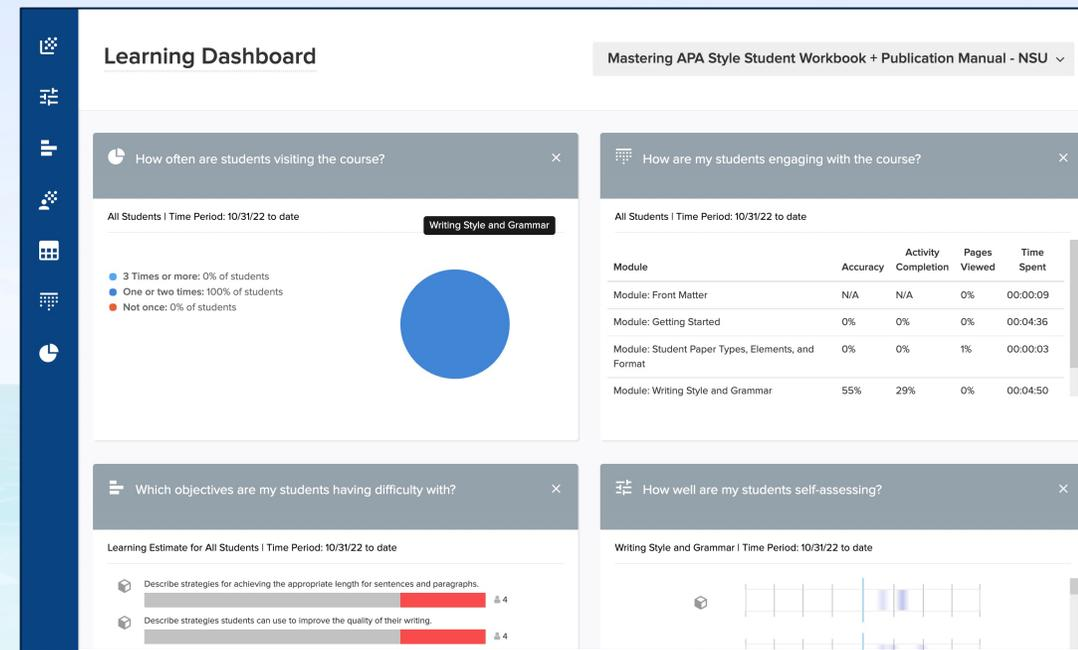 Learning Dashboard
Mastering APA Style Student Workbook + Publication Manual - NSU
How often are students visiting the course?
All Students | Time Period: 10/31/22 to date
Writing Style and Grammar
3 Times or more: 0% of students
One or two times: 100% of students
Not once: 0% of students
How are my students engaging with the course?
All Students | Time Period: 10/31/22 to date
Activity Pages Time
Module Accuracy Completion Viewed Spent
Module: Front Matter N/A N/A 0% 00:00:09
Module: Getting Started 0% 0% 0% 00:04:36
Module: Student Paper Types, Elements, and 0% 0% 1% 00:00:03
Format
Module: Writing Style and Grammar 55% 29% 0% 00:04:50
Which objectives are my students having difficulty with?
Learning Estimate for All Students | Time Period: 10/31/22 to date
Describe strategies for achieving the appropriate length for sentences and paragraphs.
4
Describe strategies students can use to improve the quality of their writing.
4
How well are my students self-assessing?
Writing Style and Grammar | Time Period: 10/31/22 to date